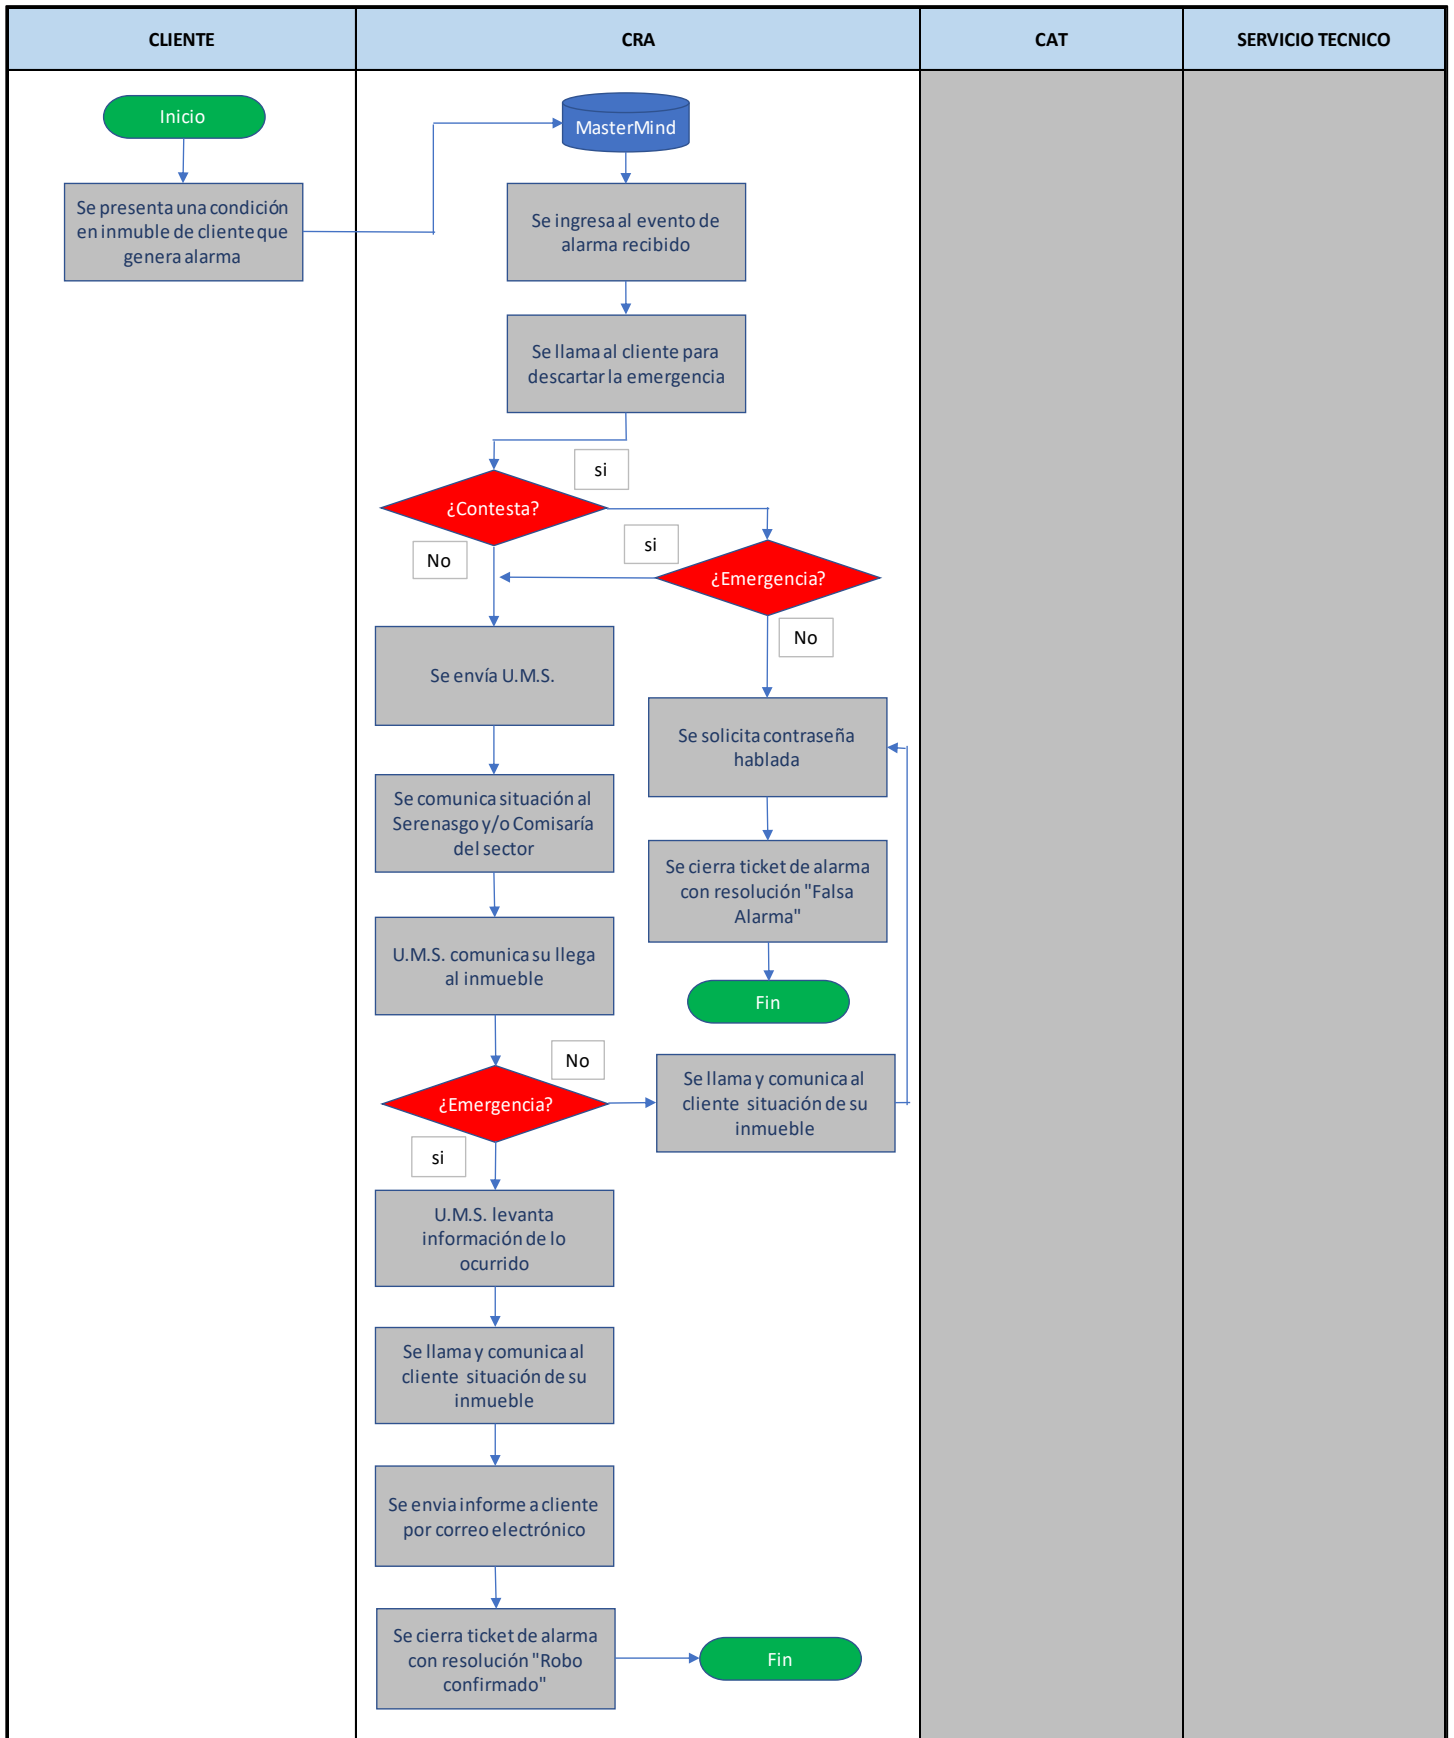 CLIENTE
CRA
CAT
SERVICIO TECNICO
Inicio
MasterMind
Se presenta una condición
en inmuble de cliente que
genera alarma
Se ingresa al evento de
alarma recibido
Se llama al cliente para
descartar la emergencia
si
¿Contesta?
si
No
¿Emergencia?
No
Se envía U.M.S.
Se solicita contraseña
hablada
Se comunica situación al
Serenasgo y/o Comisaría
del sector
Se cierra ticket de alarma
con resolución "Falsa
Alarma"
U.M.S. comunica su llega
al inmueble
Fin
No
¿Emergencia?
Se llama y comunica al
cliente situación de su
inmueble
si
U.M.S. levanta
información de lo
ocurrido
Se llama y comunica al
cliente situación de su
inmueble
Se envia informe a cliente
por correo electrónico
Se cierra ticket de alarma
con resolución "Robo
confirmado"
Fin